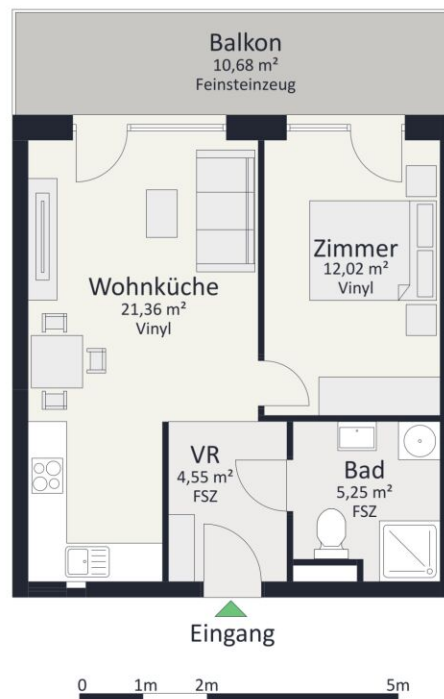 Balkon
10,68 m²
Feinsteinzeug
Zimmer
12,02 m²
Vinyl
Wohnküche
21,36 m²
Vinyl
VR
4,55 m²
FSZ
Bad
5,25 m²
FSZ
Eingang
0 1m 2m 5m